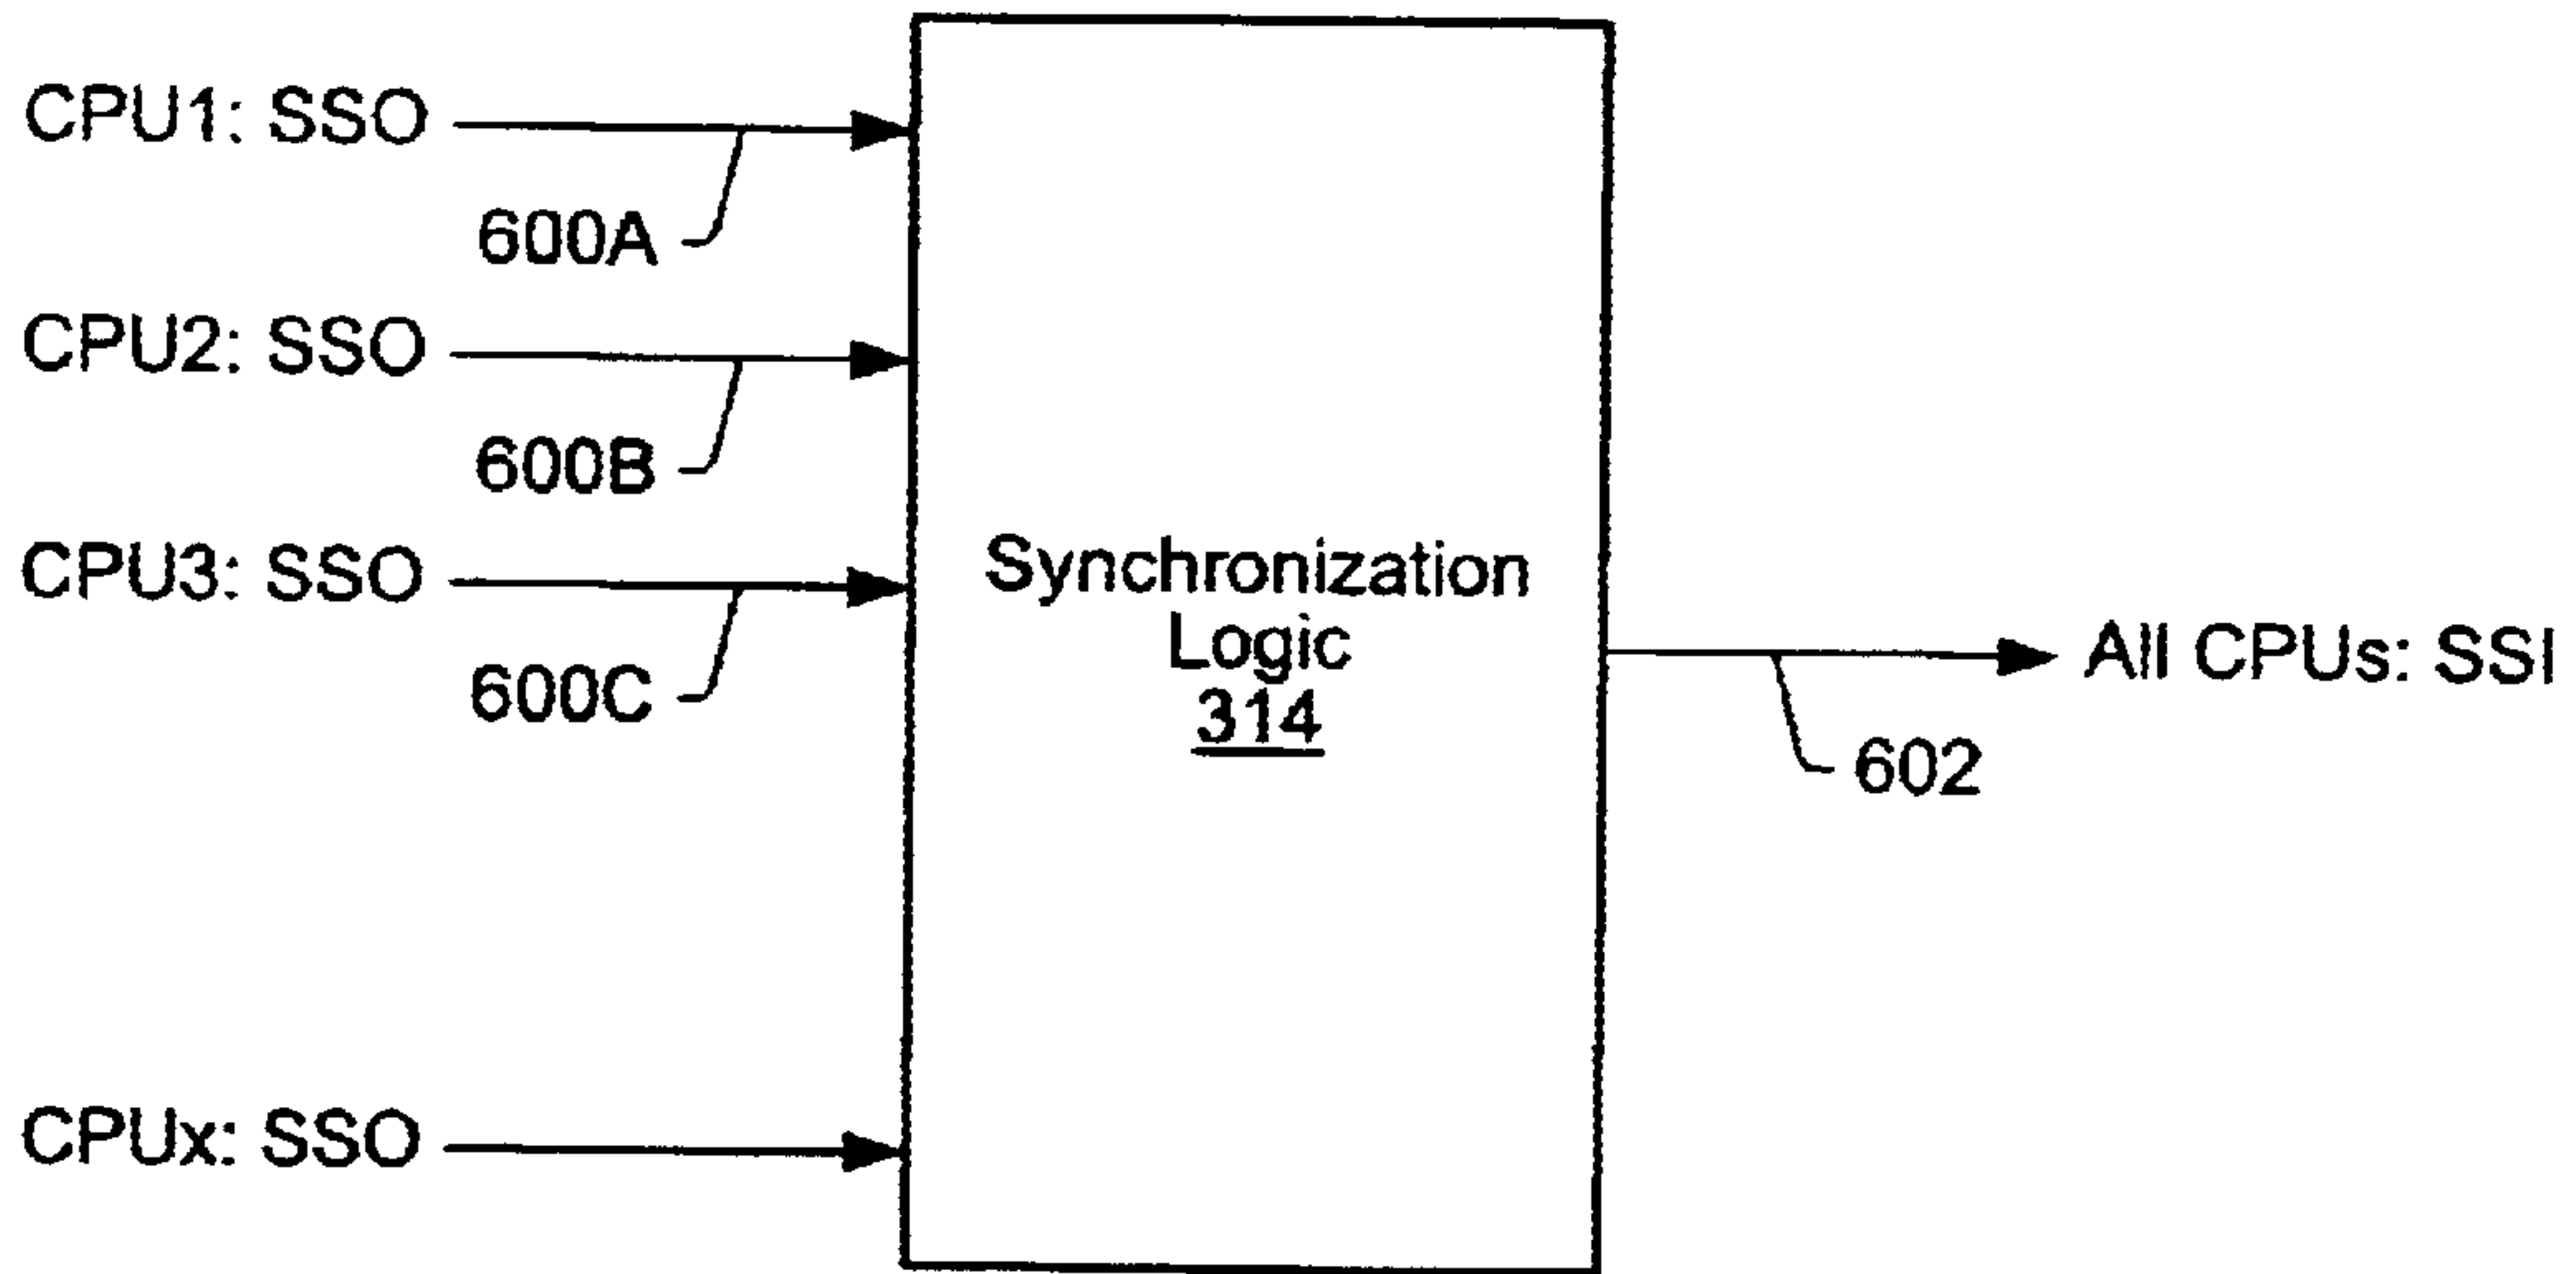 CPU1: SSO
600A
CPU2: SSO
600B
CPU3: SSO
600C
CPUx: SSO
Synchronization
Logic
314
All CPUs: SSI
602